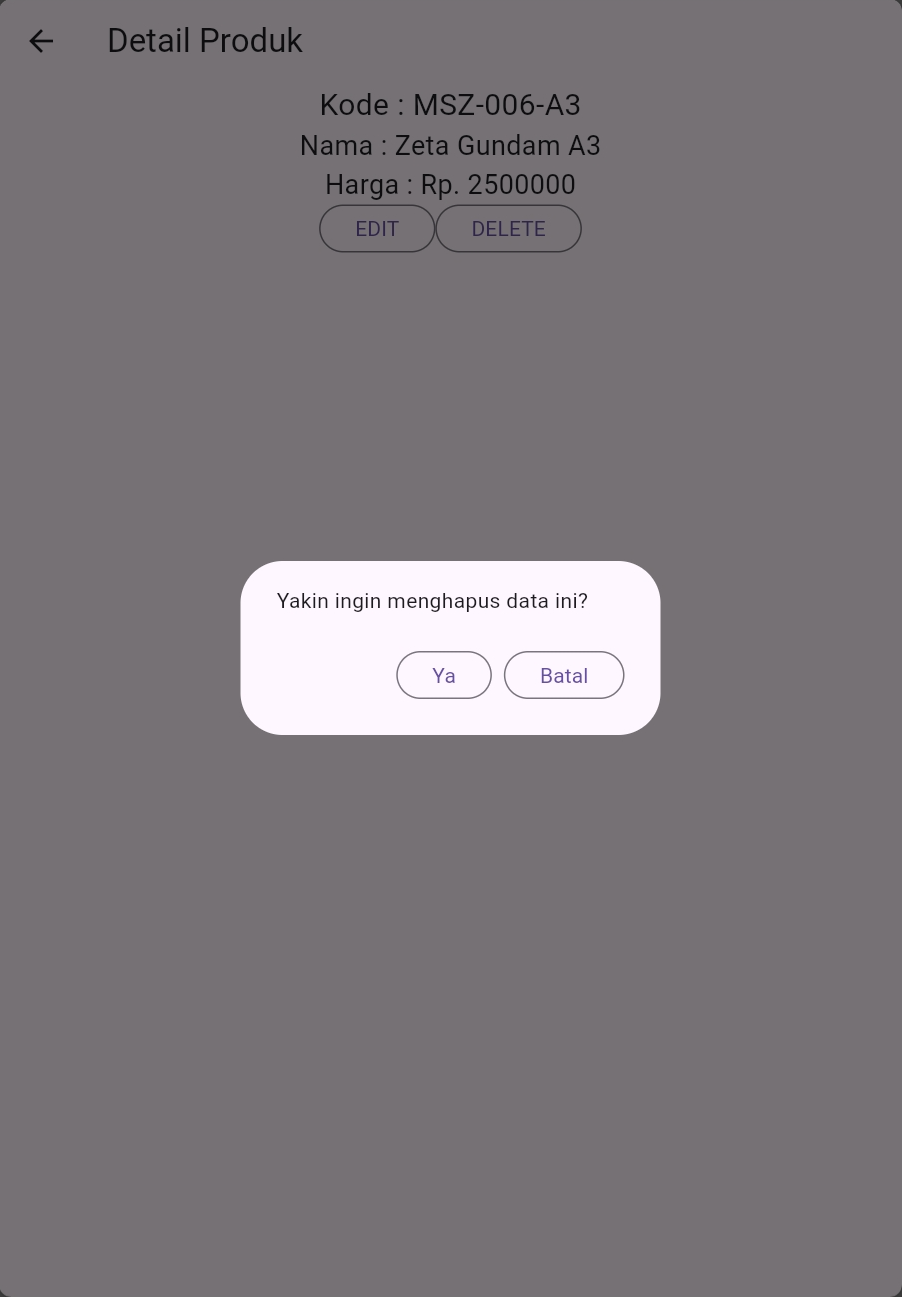 Detail Produk
Kode : MSZ-006-A3
Nama : Zeta Gundam A3
Harga : Rp. 2500000
EDIT DELETE
Yakin ingin menghapus data ini?
Ya Batal